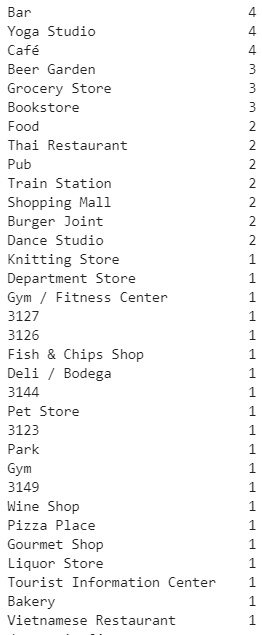 Bar 4
Yoga Studio 4
Café 4
Beer Garden 3
Grocery Store 3
Bookstore 3
Food 2
Thai Restaurant 2
Pub 2
Train Station 2
Shopping Mall 2
Burger Joint 2
Dance Studio 2
Knitting Store 1
Department Store 1
Gym / Fitness Center 1
3127 1
3126 1
Fish & Chips Shop 1
Deli / Bodega 1
3144 1
Pet Store 1
3123 1
Park 1
Gym 1
3149 1
Wine Shop 1
Pizza Place 1
Gourmet Shop 1
Liquor Store 1
Tourist Information Center 1
Bakery 1
Vietnamese Restaurant 1